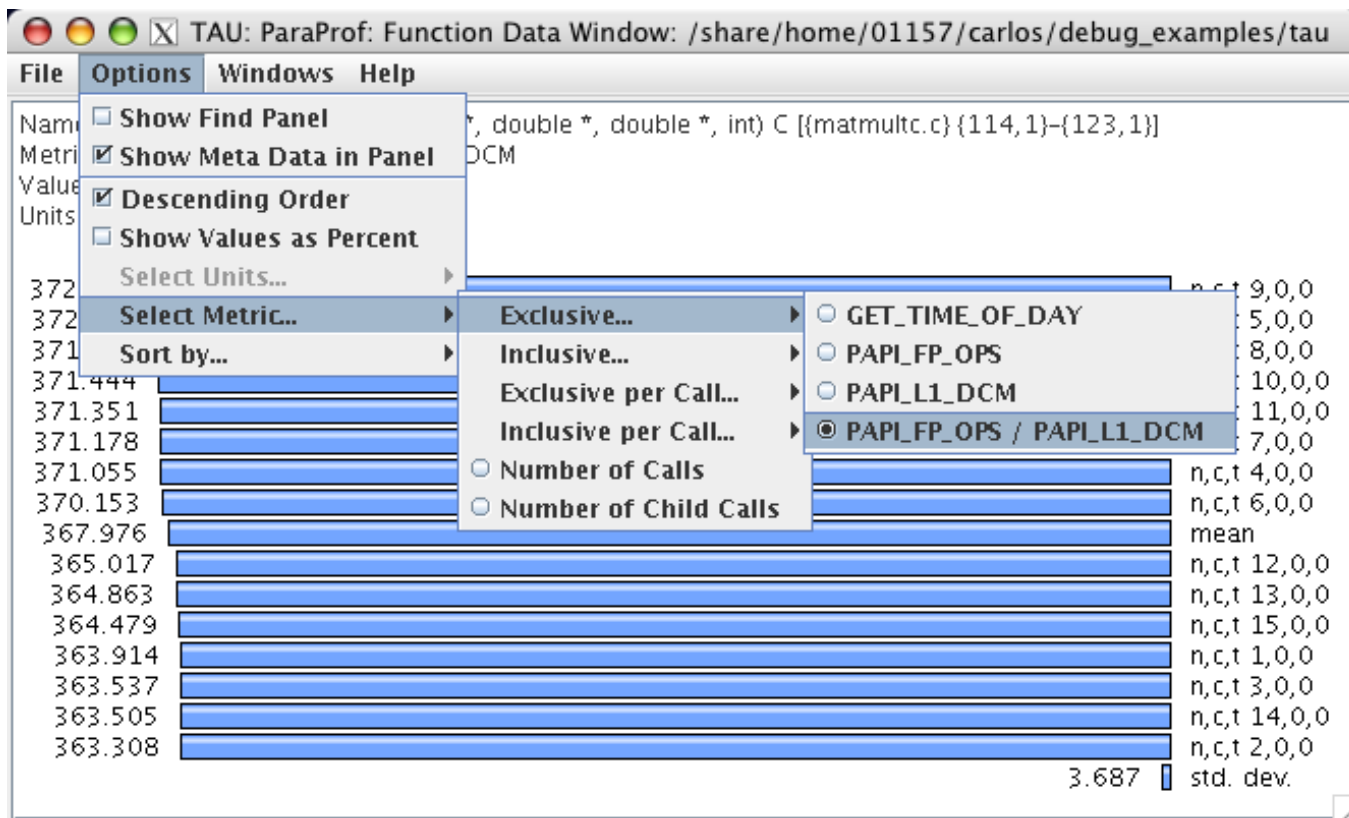 X TAU: ParaProf: Function Data Window: /share/home/01157/carlos/debug_examples/tau
File Options Windows Help
Show Find Panel
Show Meta Data in Panel
Descending Order
Show Values as Percent
Select Units...
Select Metric...
Sort by...
Exclusive...
Inclusive...
Exclusive per Call...
Inclusive per Call...
Number of Calls
Number of Child Calls
GET_TIME_OF_DAY
PAPI_FP_OPS
PAPI_L1_DCM
PAPI_FP_OPS / PAPI_L1_DCM
, double *, double *, int) C [{matmultc.c} {114,1}-{123,1}]
DCM
Value
Units
372 n,c,t 9,0,0
372 5,0,0
371 8,0,0
371.444 10,0,0
371.351 11,0,0
371.178 7,0,0
371.055 n,c,t 4,0,0
370.153 n,c,t 6,0,0
367.976 mean
365.017 n,c,t 12,0,0
364.863 n,c,t 13,0,0
364.479 n,c,t 15,0,0
363.914 n,c,t 1,0,0
363.537 n,c,t 3,0,0
363.505 n,c,t 14,0,0
363.308 n,c,t 2,0,0
3.687 std. dev.